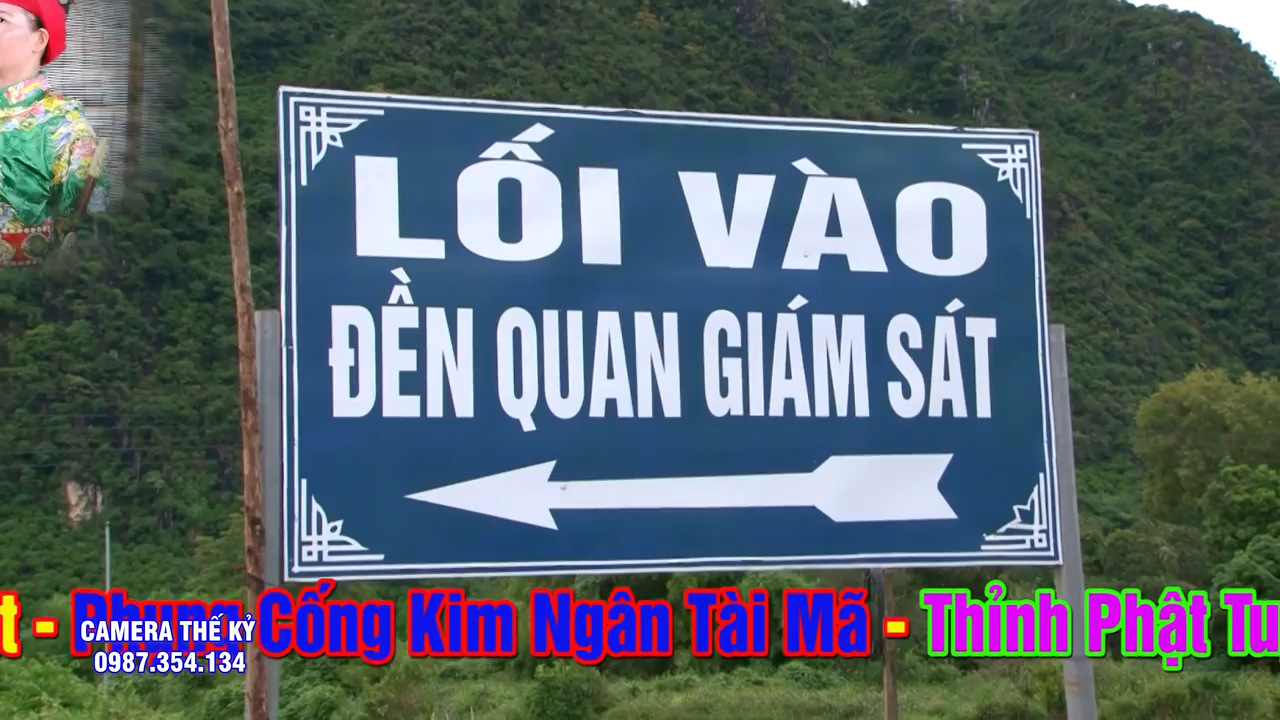 LỐI VÀO
ĐỀN QUAN GIÁM SÁT
t - Phụng Cống Kim Ngân Tài Mã - Thỉnh Phật Tu
CAMERA THẾ KỶ
0987.354.134